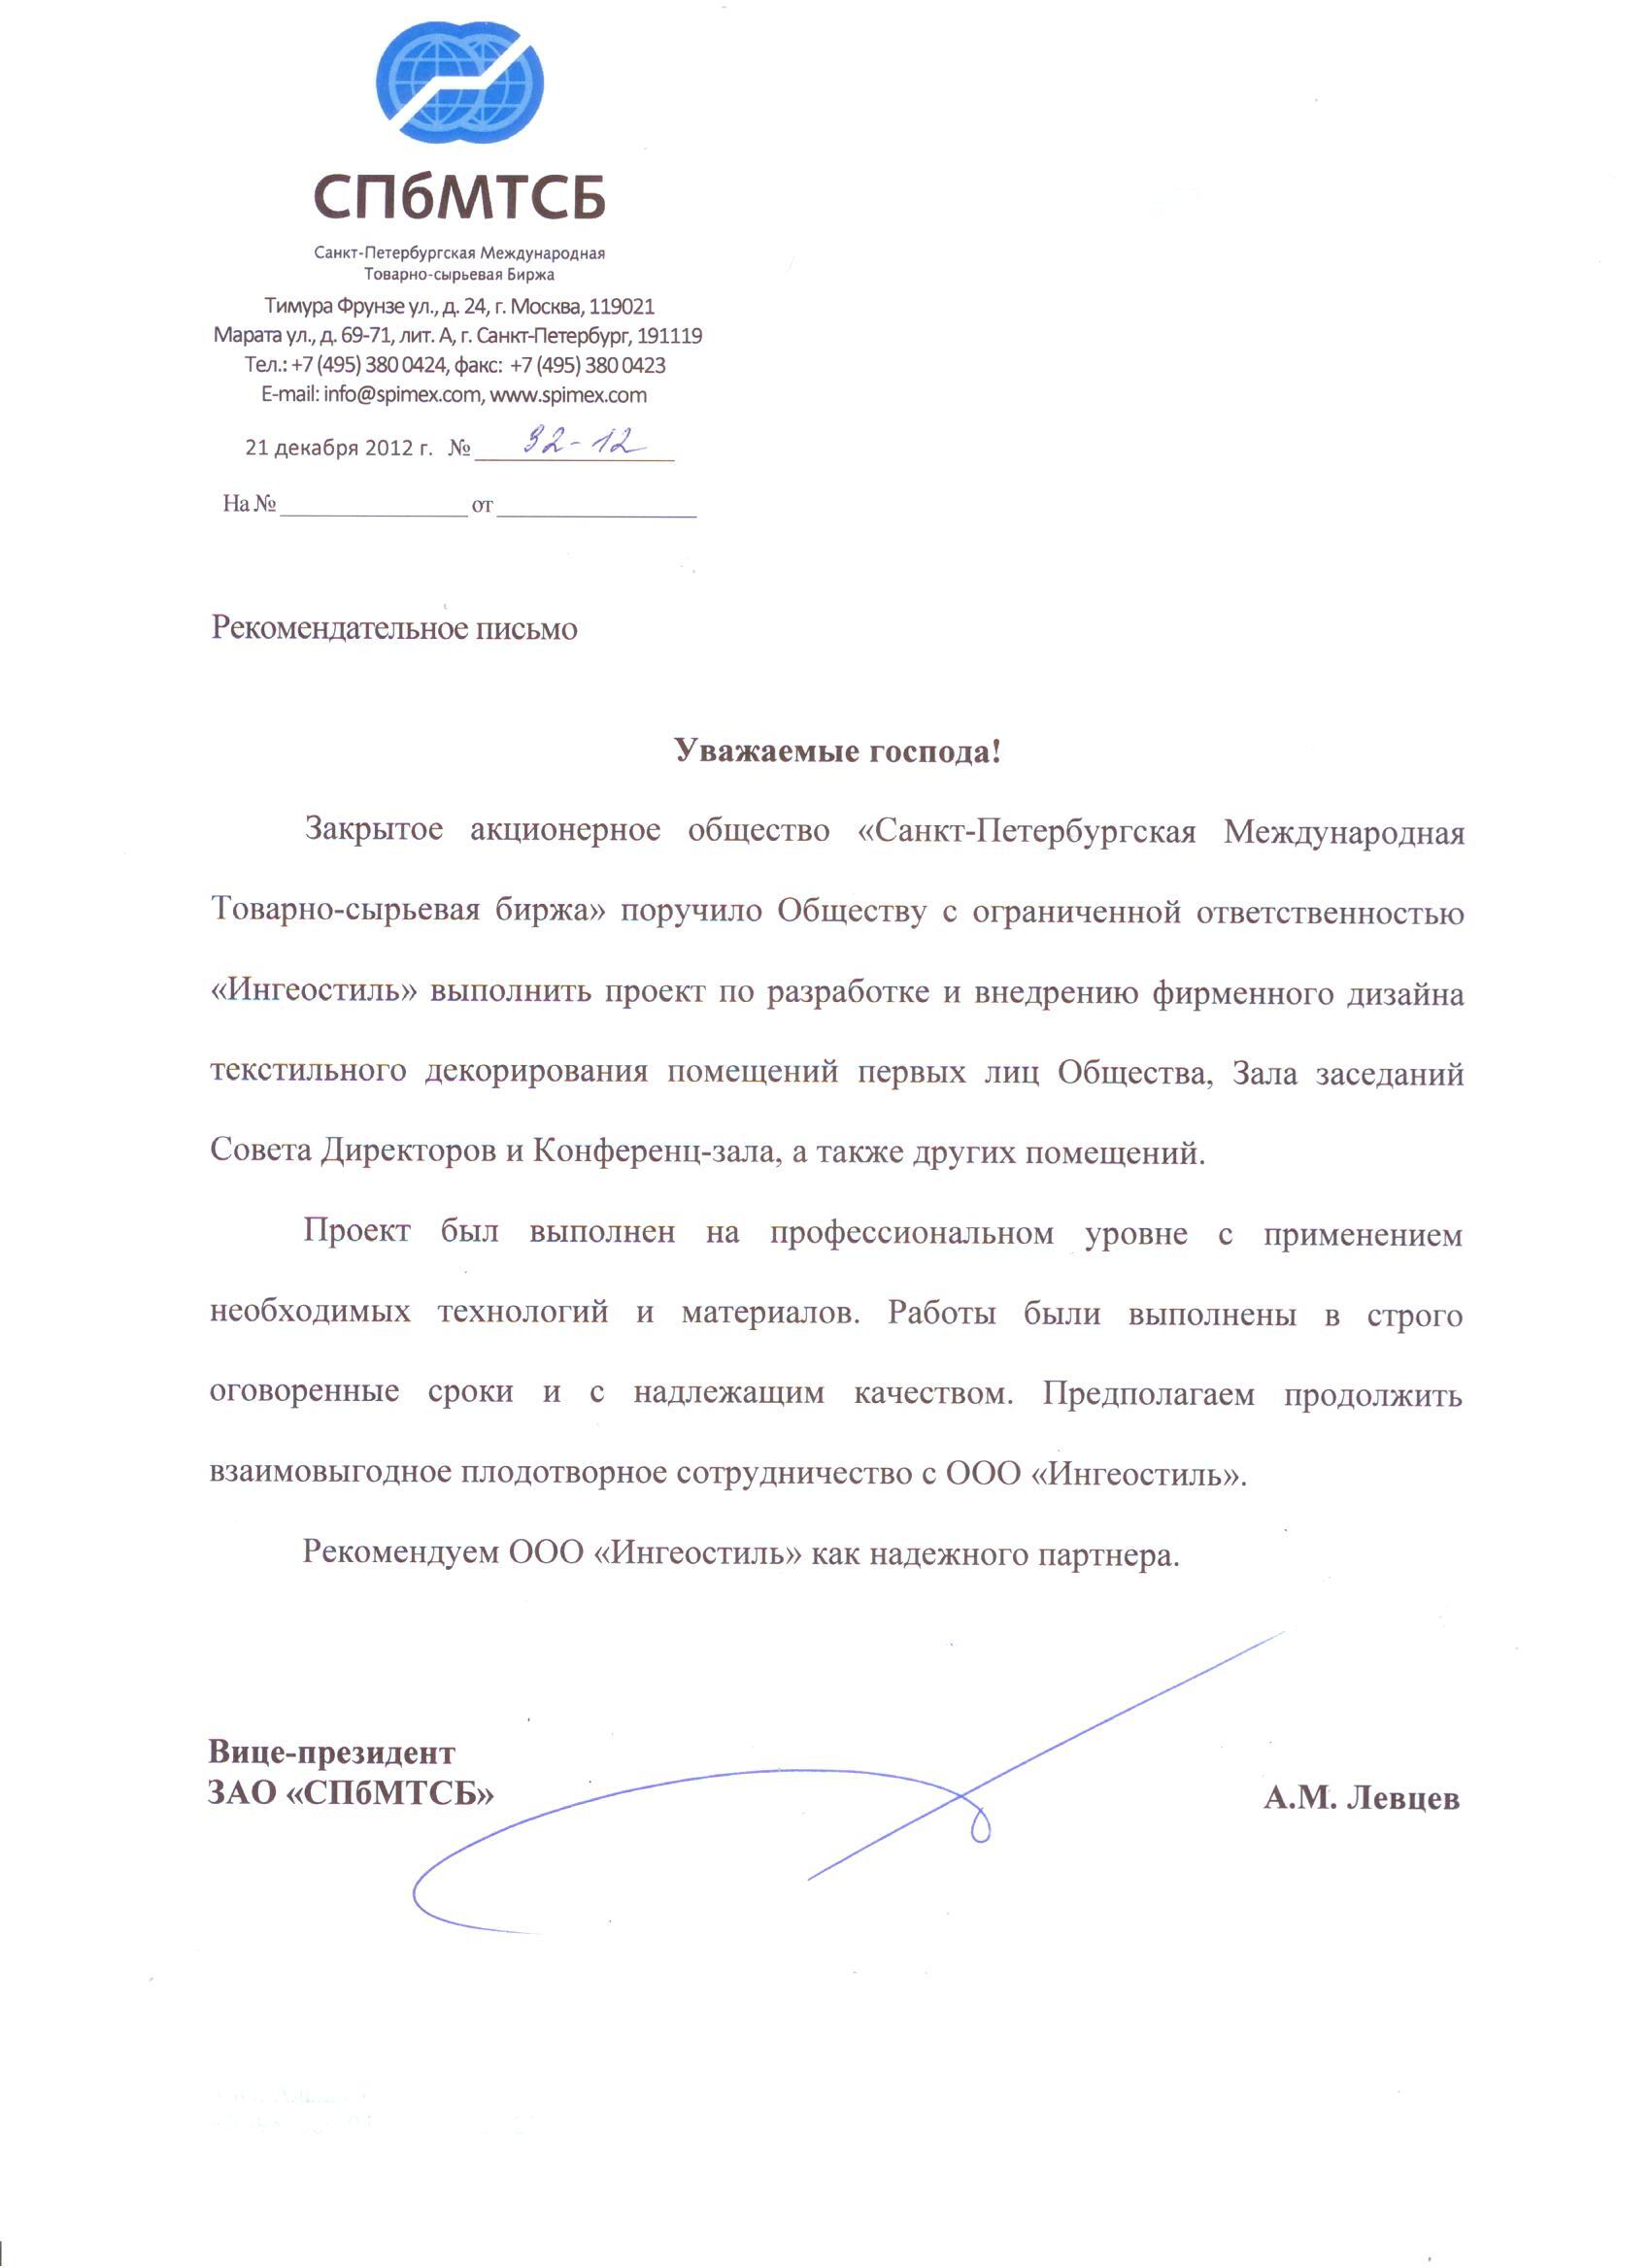 СПбМТСБ
Санкт-Петербургская Международная
Товарно-сырьевая Биржа
Тимура Фрунзе ул., д. 24, г. Москва, 119021
Марата ул., д. 69-71, лит. А, г. Санкт-Петербург, 191119
Тел.: +7 (495) 380 0424, факс: +7 (495) 380 0423
E-mail: info@spimex.com, www.spimex.com
21 декабря 2012 г. № 92-12
На № от
Рекомендательное письмо
Уважаемые господа!
Закрытое акционерное общество «Санкт-Петербургская Международная
Товарно-сырьевая биржа» поручило Обществу с ограниченной ответственностью
«Ингеостиль» выполнить проект по разработке и внедрению фирменного дизайна
текстильного декорирования помещений первых лиц Общества, Зала заседаний
Совета Директоров и Конференц-зала, а также других помещений.
Проект был выполнен на профессиональном уровне с применением
необходимых технологий и материалов. Работы были выполнены в строго
оговоренные сроки и с надлежащим качеством. Предполагаем продолжить
взаимовыгодное плодотворное сотрудничество с ООО «Ингеостиль».
Рекомендуем ООО «Ингеостиль» как надежного партнера.
Вице-президент
ЗАО «СПбМТСБ»
А.М. Левцев